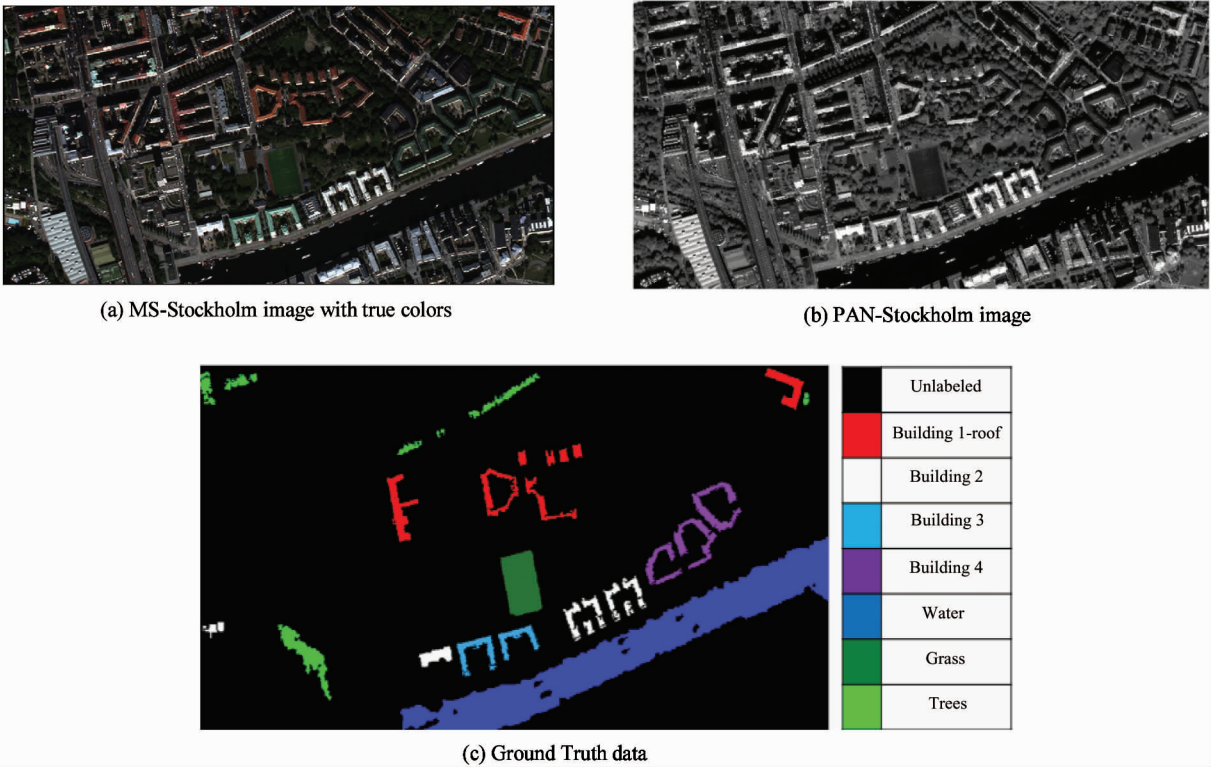 (a) MS-Stockholm image with true colors
(b) PAN-Stockholm image
Unlabeled
Building 1-roof
Building 2
Building 3
Building 4
Water
Grass
Trees
(c) Ground Truth data